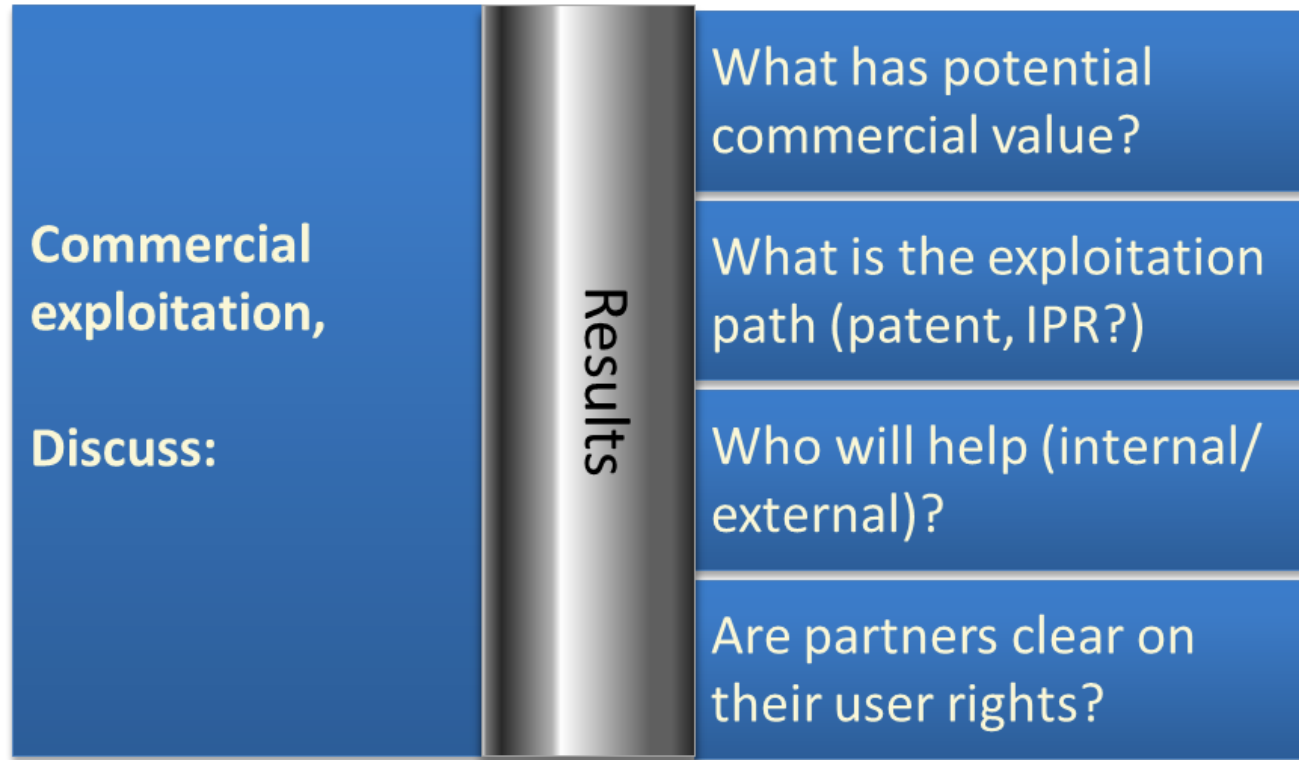 Commercial
exploitation,
Discuss:
Results
What has potential
commercial value?
What is the exploitation
path (patent, IPR?)
Who will help (internal/
external)?
Are partners clear on
their user rights?